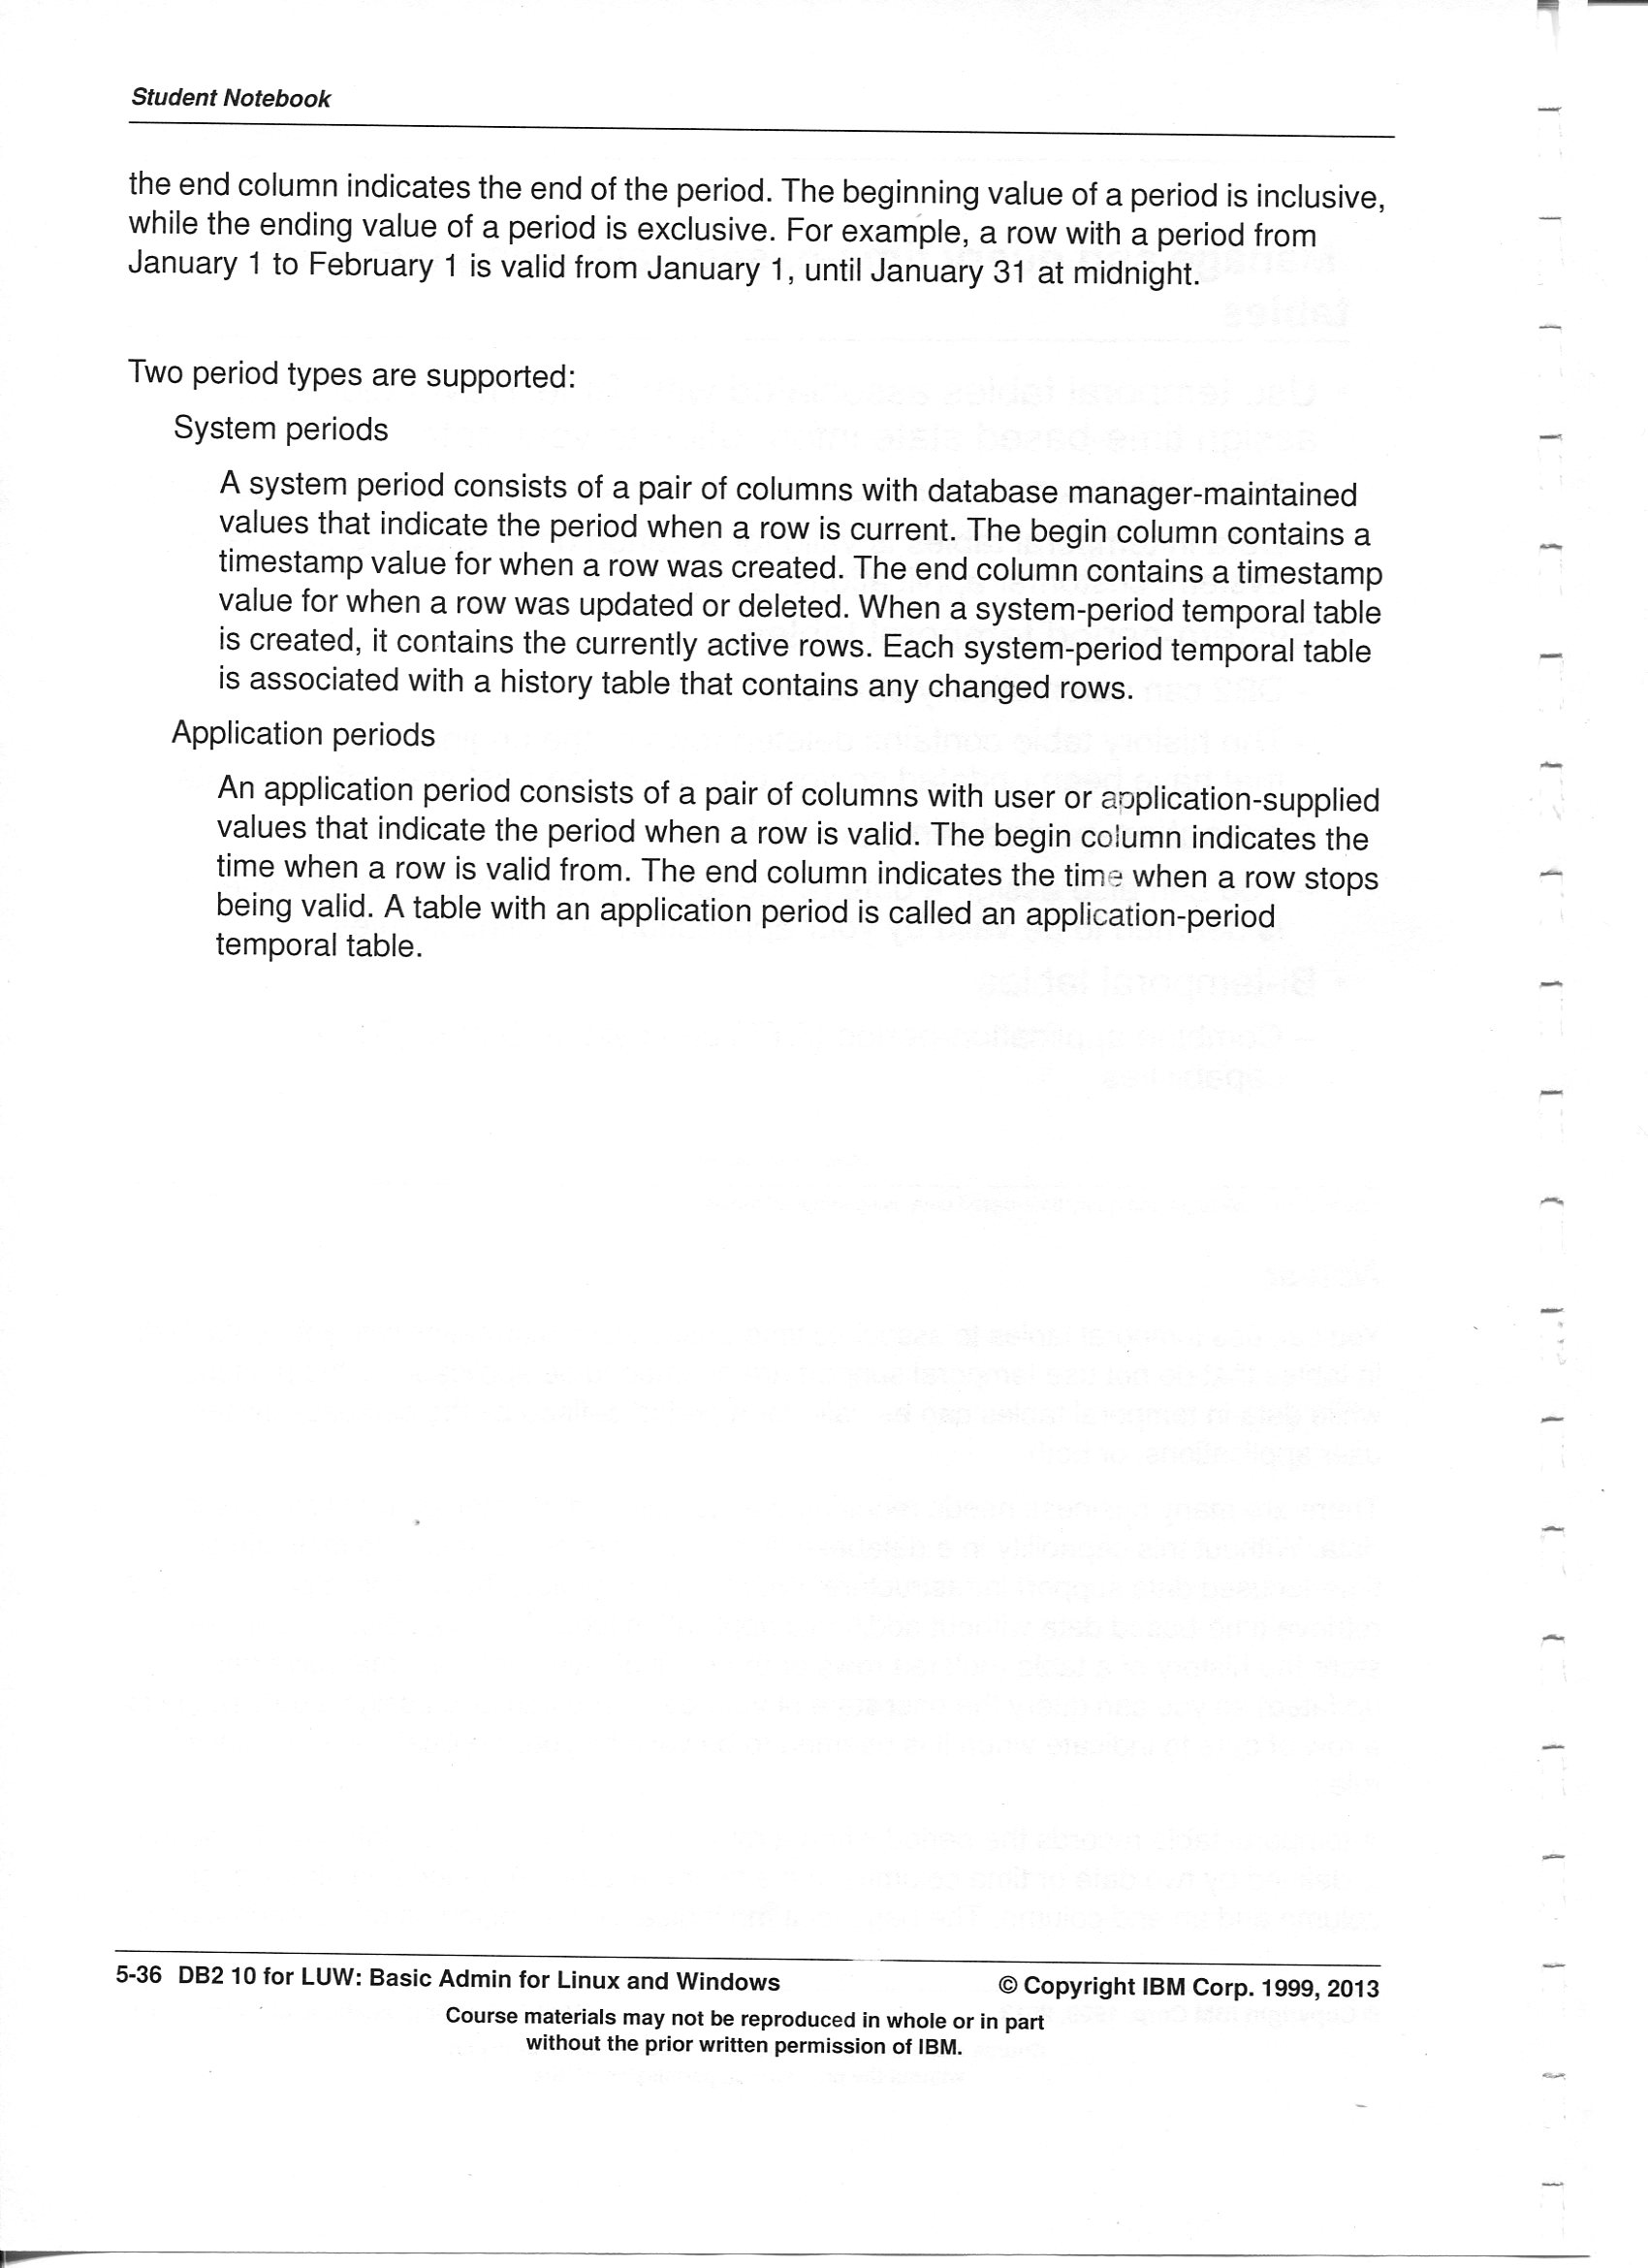 Student Notebook
the end column indicates the end of the period. The beginning value of a period is inclusive,
while the ending value of a period is exclusive. For example, a row with a period from
January 1 to February 1 is valid from January 1, until January 31 at midnight.
Two period types are supported:
System periods
A system period consists of a pair of columns with database manager-maintained
values that indicate the period when a row is current. The begin column contains a
timestamp value for when a row was created. The end column contains a timestamp
value for when a row was updated or deleted. When a system-period temporal table
is created, it contains the currently active rows. Each system-period temporal table
is associated with a history table that contains any changed rows.
Application periods
An application period consists of a pair of columns with user or application-supplied
values that indicate the period when a row is valid. The begin column indicates the
time when a row is valid from. The end column indicates the time when a row stops
being valid. A table with an application period is called an application-period
temporal table.
5-36 DB2 10 for LUW: Basic Admin for Linux and Windows © Copyright IBM Corp. 1999, 2013
Course materials may not be reproduced in whole or in part
without the prior written permission of IBM.